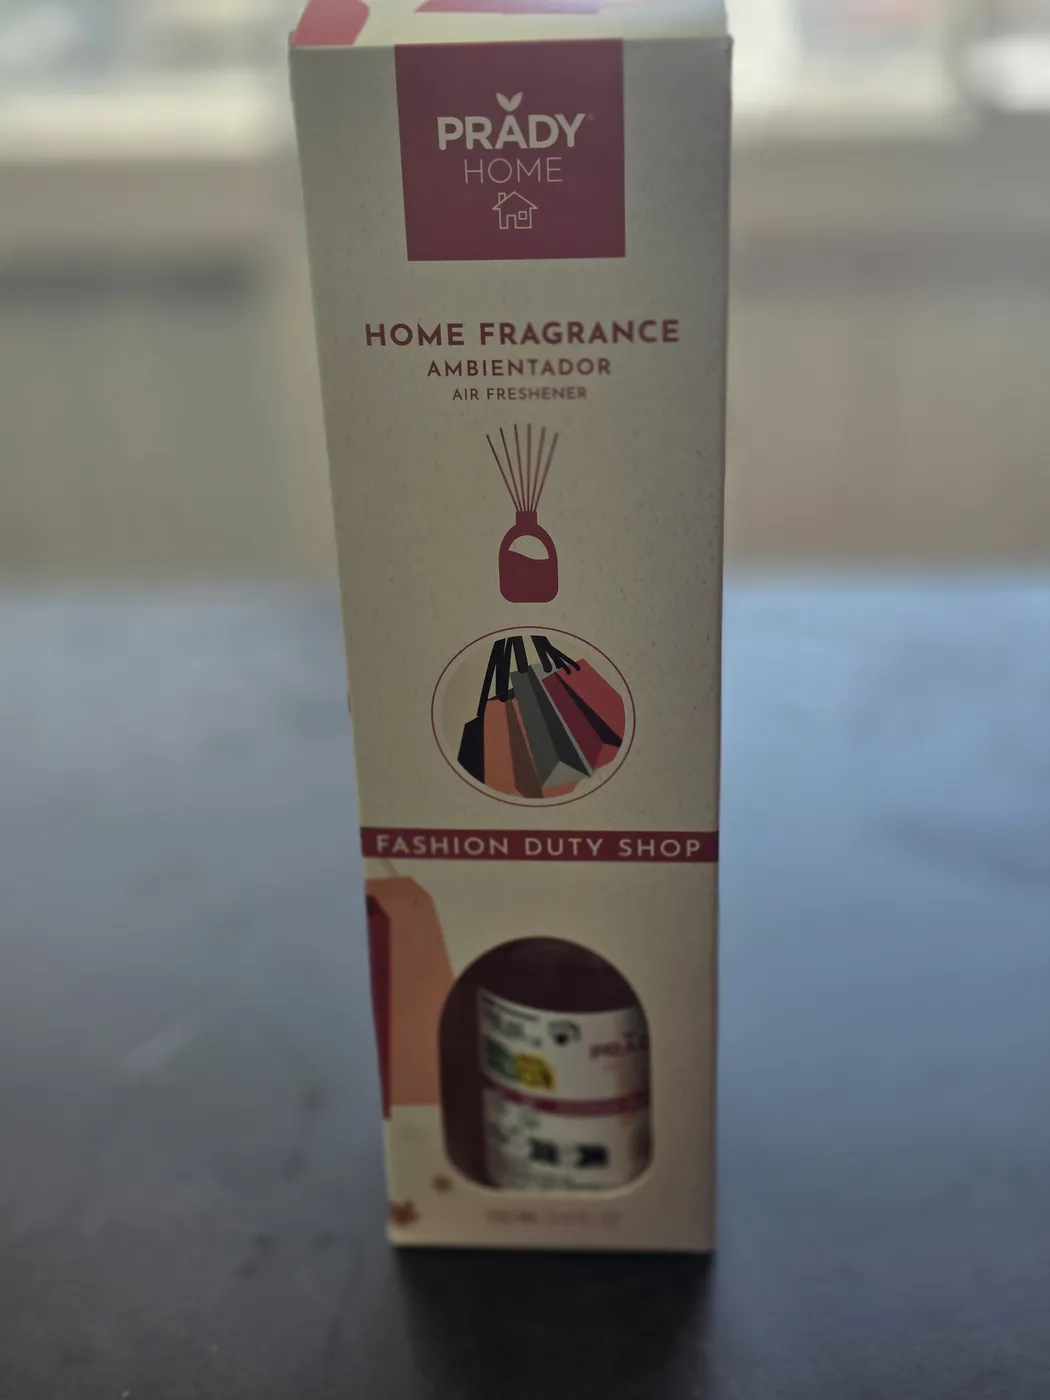 PRADY
HOME
HOME FRAGRANCE
AMBIENTADOR
AIR FRESHENER
FASHION DUTY SHOP